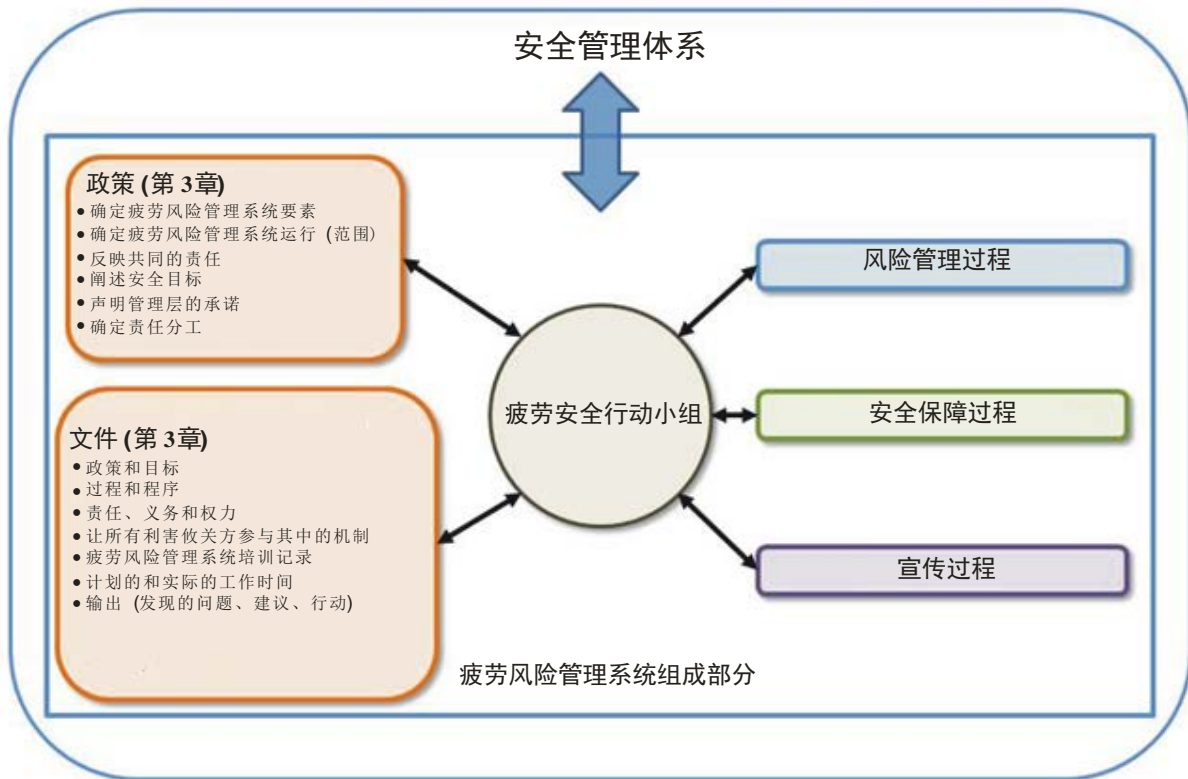 安全管理体系
政策 (第 3章)
• 确定疲劳风险管理系统要素
• 确定疲劳风险管理系统运行 (范围)
• 反映共同的责任
• 阐述安全目标
• 声明管理层的承诺
• 确定责任分工
文件 (第 3章)
• 政策和目标
• 过程和程序
• 责任、义务和权力
• 让所有利害攸关方参与其中的机制
• 疲劳风险管理系统培训记录
• 计划的和实际的工作时间
• 输出 (发现的问题、建议、行动)
疲劳安全行动小组
风险管理过程
安全保障过程
宣传过程
疲劳风险管理系统组成部分